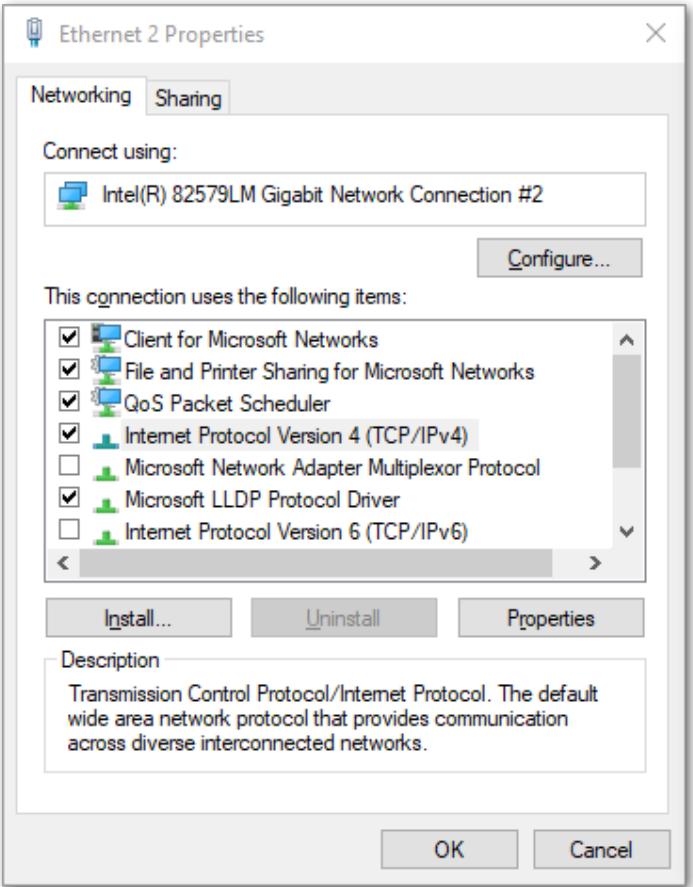 Ethernet 2 Properties
Networking
Sharing
Connect using:
Intel(R) 82579LM Gigabit Network Connection #2
Configure...
This connection uses the following items:
Client for Microsoft Networks
File and Printer Sharing for Microsoft Networks
QoS Packet Scheduler
Internet Protocol Version 4 (TCP/IPv4)
Microsoft Network Adapter Multiplexor Protocol
Microsoft LLDP Protocol Driver
Internet Protocol Version 6 (TCP/IPv6)
Install...
Uninstall
Properties
Description
Transmission Control Protocol/Internet Protocol. The default
wide area network protocol that provides communication
across diverse interconnected networks.
OK
Cancel